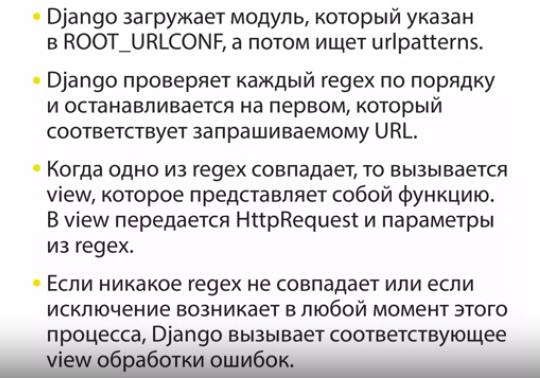 • Django загружает модуль, который указан
в ROOT_URLCONF, а потом ищет urlpatterns.
• Django проверяет каждый regex по порядку
и останавливается на первом, который
соответствует запрашиваемому URL.
• Когда одно из regex совпадает, то вызывается
view, которое представляет собой функцию.
В view передается HttpRequest и параметры
из regex.
• Если никакое regex не совпадает или если
исключение возникает в любой момент этого
процесса, Django вызывает соответствующее
view обработки ошибок.